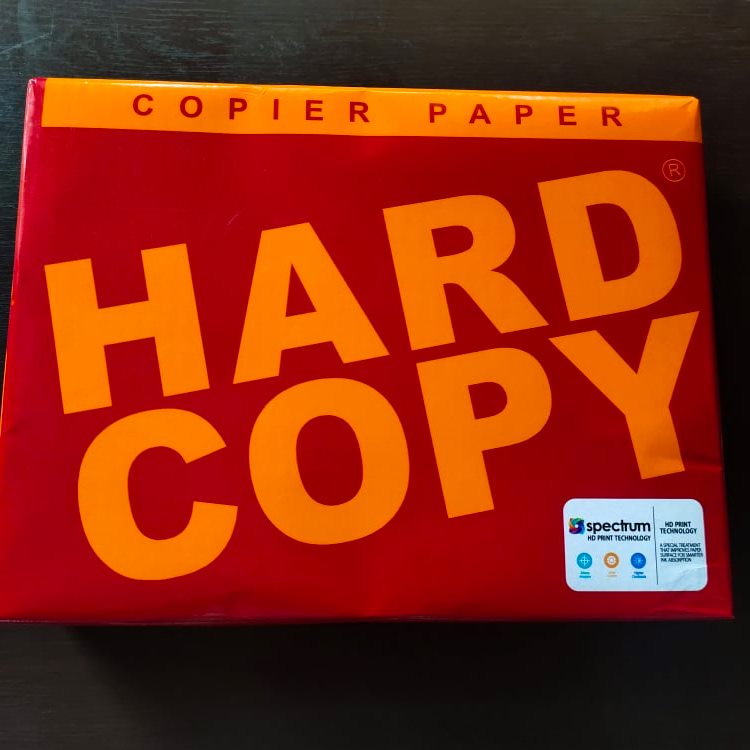 COPIER PAPER
®
HARD
COPY
spectrum
HD PRINT TECHNOLOGY
HD PRINT
TECHNOLOGY
A SPECIAL TREATMENT
THAT IMPROVES PAPER
SURFACE FOR SMARTER
INK ABSORPTION